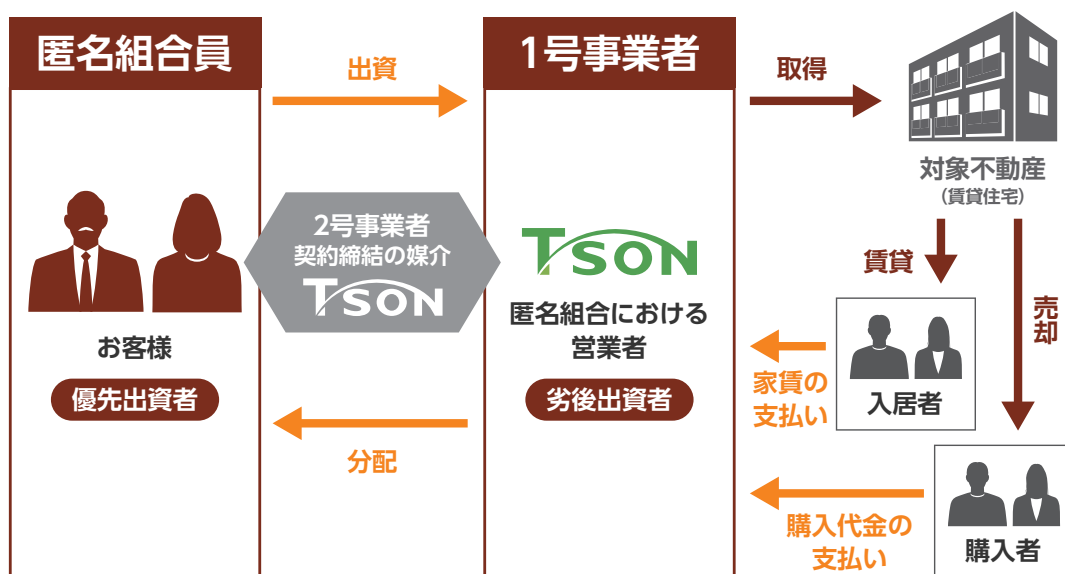 匿名組合員
出資
1号事業者
取得
対象不動産
(賃貸住宅)
2号事業者
契約締結の媒介
TSON
TSON
匿名組合における
営業者
お客様
優先出資者
劣後出資者
分配
賃貸
売却
家賃の
支払い
入居者
購入代金の
支払い
購入者